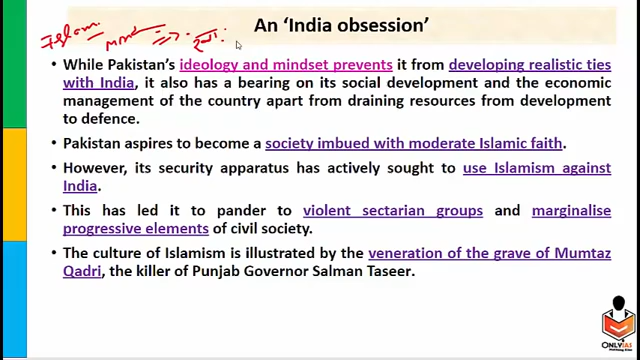 An ‘India obsession’
Islam.
While Pakistan’s ideology and mindset prevents it from developing realistic ties
with India, it also has a bearing on its social development and the economic
management of the country apart from draining resources from development
to defence.
Pakistan aspires to become a society imbued with moderate Islamic faith.
However, its security apparatus has actively sought to use Islamism against
India.
This has led it to pander to violent sectarian groups and marginalise
progressive elements of civil society.
The culture of Islamism is illustrated by the veneration of the grave of Mumtaz
Qadri, the killer of Punjab Governor Salman Taseer.
ONLYIAS